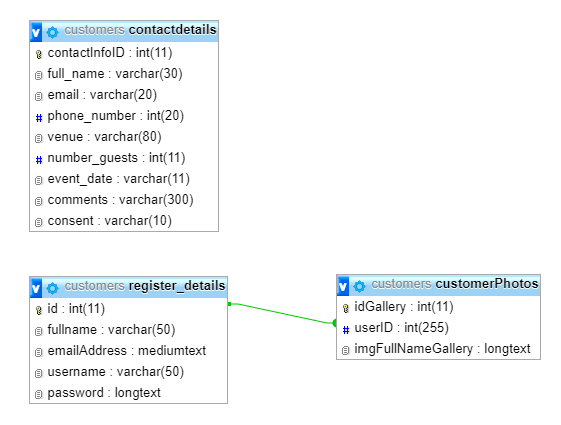 v customers contactdetails
contactInfoID : int(11)
full_name : varchar(30)
email : varchar(20)
# phone_number : int(20)
venue : varchar(80)
# number_guests : int(11)
event_date : varchar(11)
comments : varchar(300)
consent : varchar(10)
v customers register_details
id : int(11)
fullname : varchar(50)
emailAddress : mediumtext
username : varchar(50)
password : longtext
v customers customerPhotos
idGallery : int(11)
# userID : int(255)
imgFullNameGallery : longtext